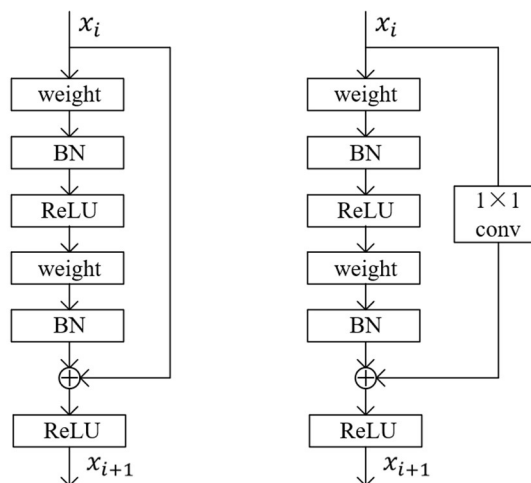 x_i
weight
BN
ReLU
weight
BN
ReLU
x_{i+1}
x_i
weight
BN
ReLU
weight
BN
ReLU
x_{i+1}
1×1
conv